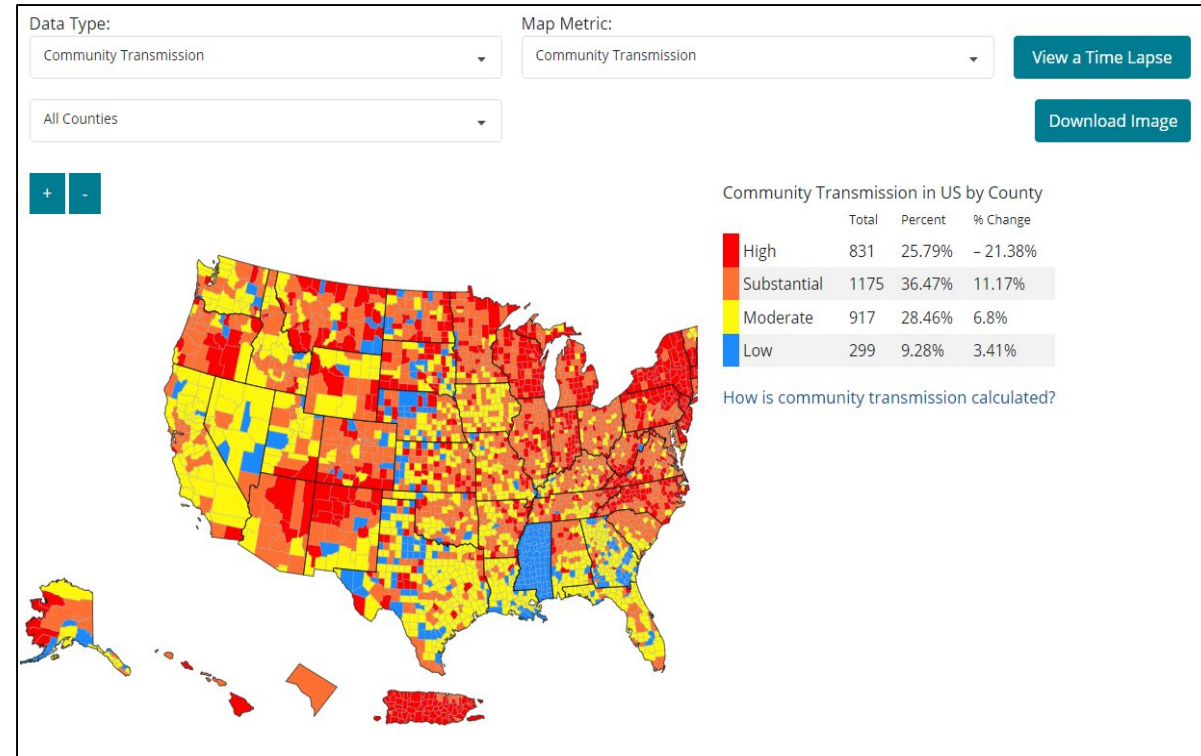 Data Type:
Map Metric:
Community Transmission
Community Transmission
View a Time Lapse
All Counties
Download Image
+ -
Community Transmission in US by County
Total Percent % Change
High 831 25.79% – 21.38%
Substantial 1175 36.47% 11.17%
Moderate 917 28.46% 6.8%
Low 299 9.28% 3.41%
How is community transmission calculated?